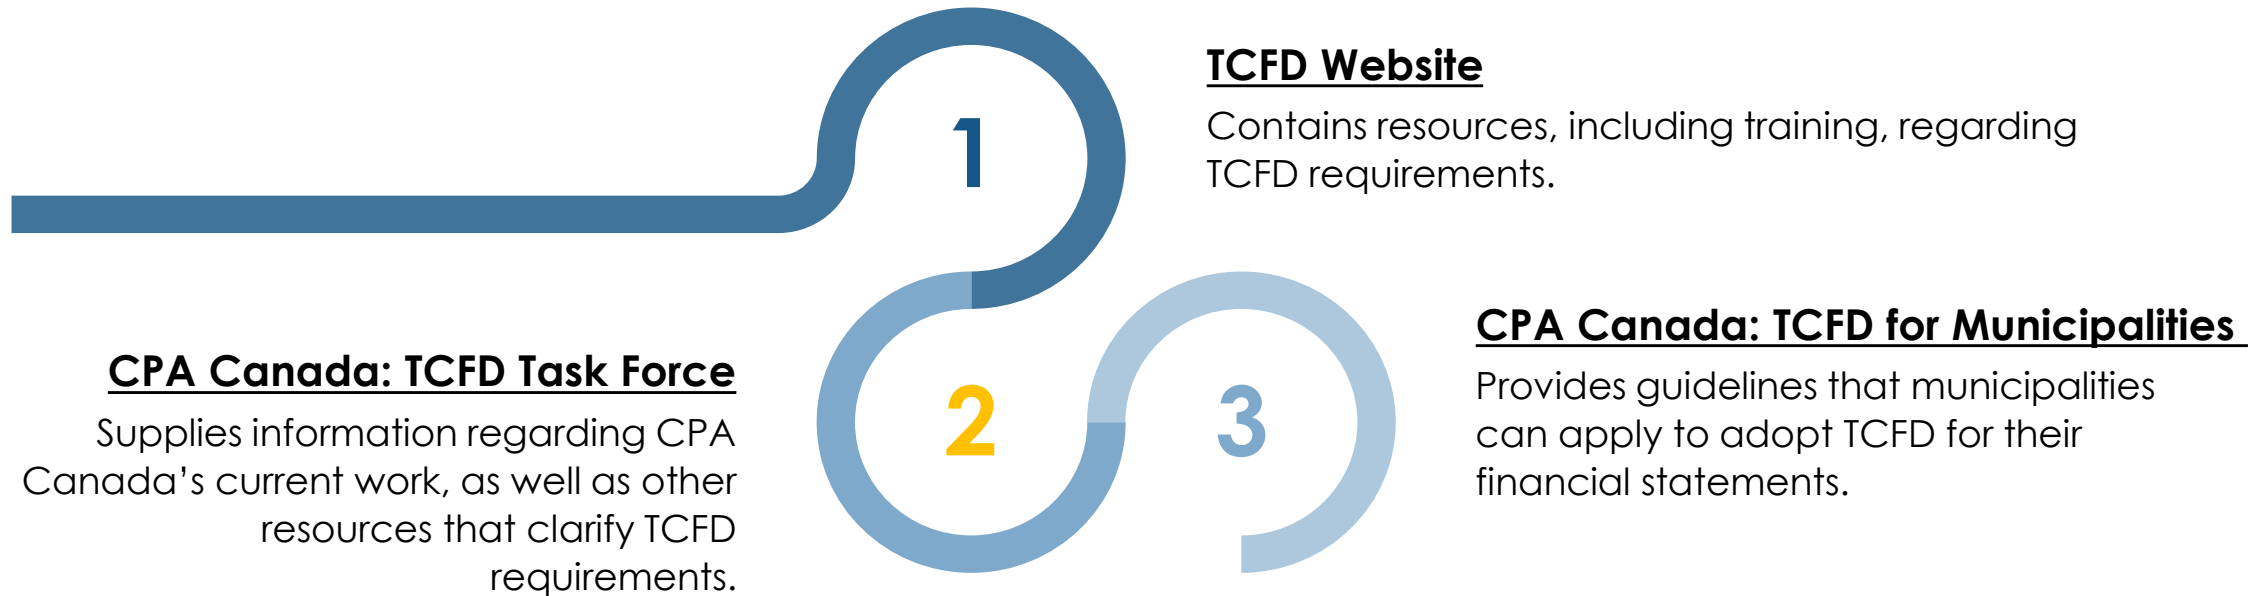 1
TCFD Website
Contains resources, including training, regarding
TCFD requirements.
2
CPA Canada: TCFD Task Force
Supplies information regarding CPA
Canada’s current work, as well as other
resources that clarify TCFD
requirements.
3
CPA Canada: TCFD for Municipalities
Provides guidelines that municipalities
can apply to adopt TCFD for their
financial statements.